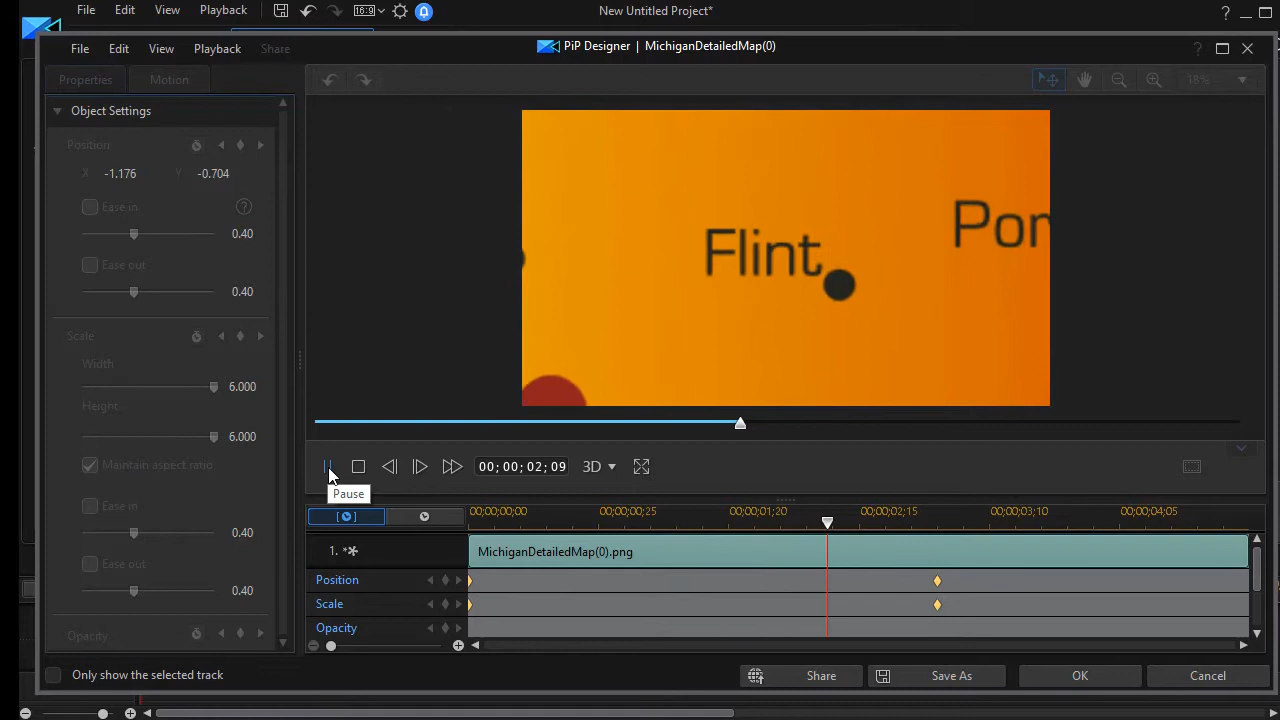 File Edit View Playback 16:9 New Untitled Project* ?
File Edit View Playback Share PiP Designer | MichiganDetailedMap(0) ?
Properties Motion 18%
Object Settings
Position
X -1.176 Y -0.704
Ease in ?
0.40
Ease out
0.40
Scale
Width
6.000
Height
6.000
Maintain aspect ratio
Ease in
0.40
Ease out
0.40
Opacity
Flint
Pon
00; 00; 02; 09 3D
Pause
00;00;00;00 00;00;00;25 00;00;01;20 00;00;02;15 00;00;03;10 00;00;04;05
1. MichiganDetailedMap(0).png
Position
Scale
Opacity
Only show the selected track Share Save As OK Cancel